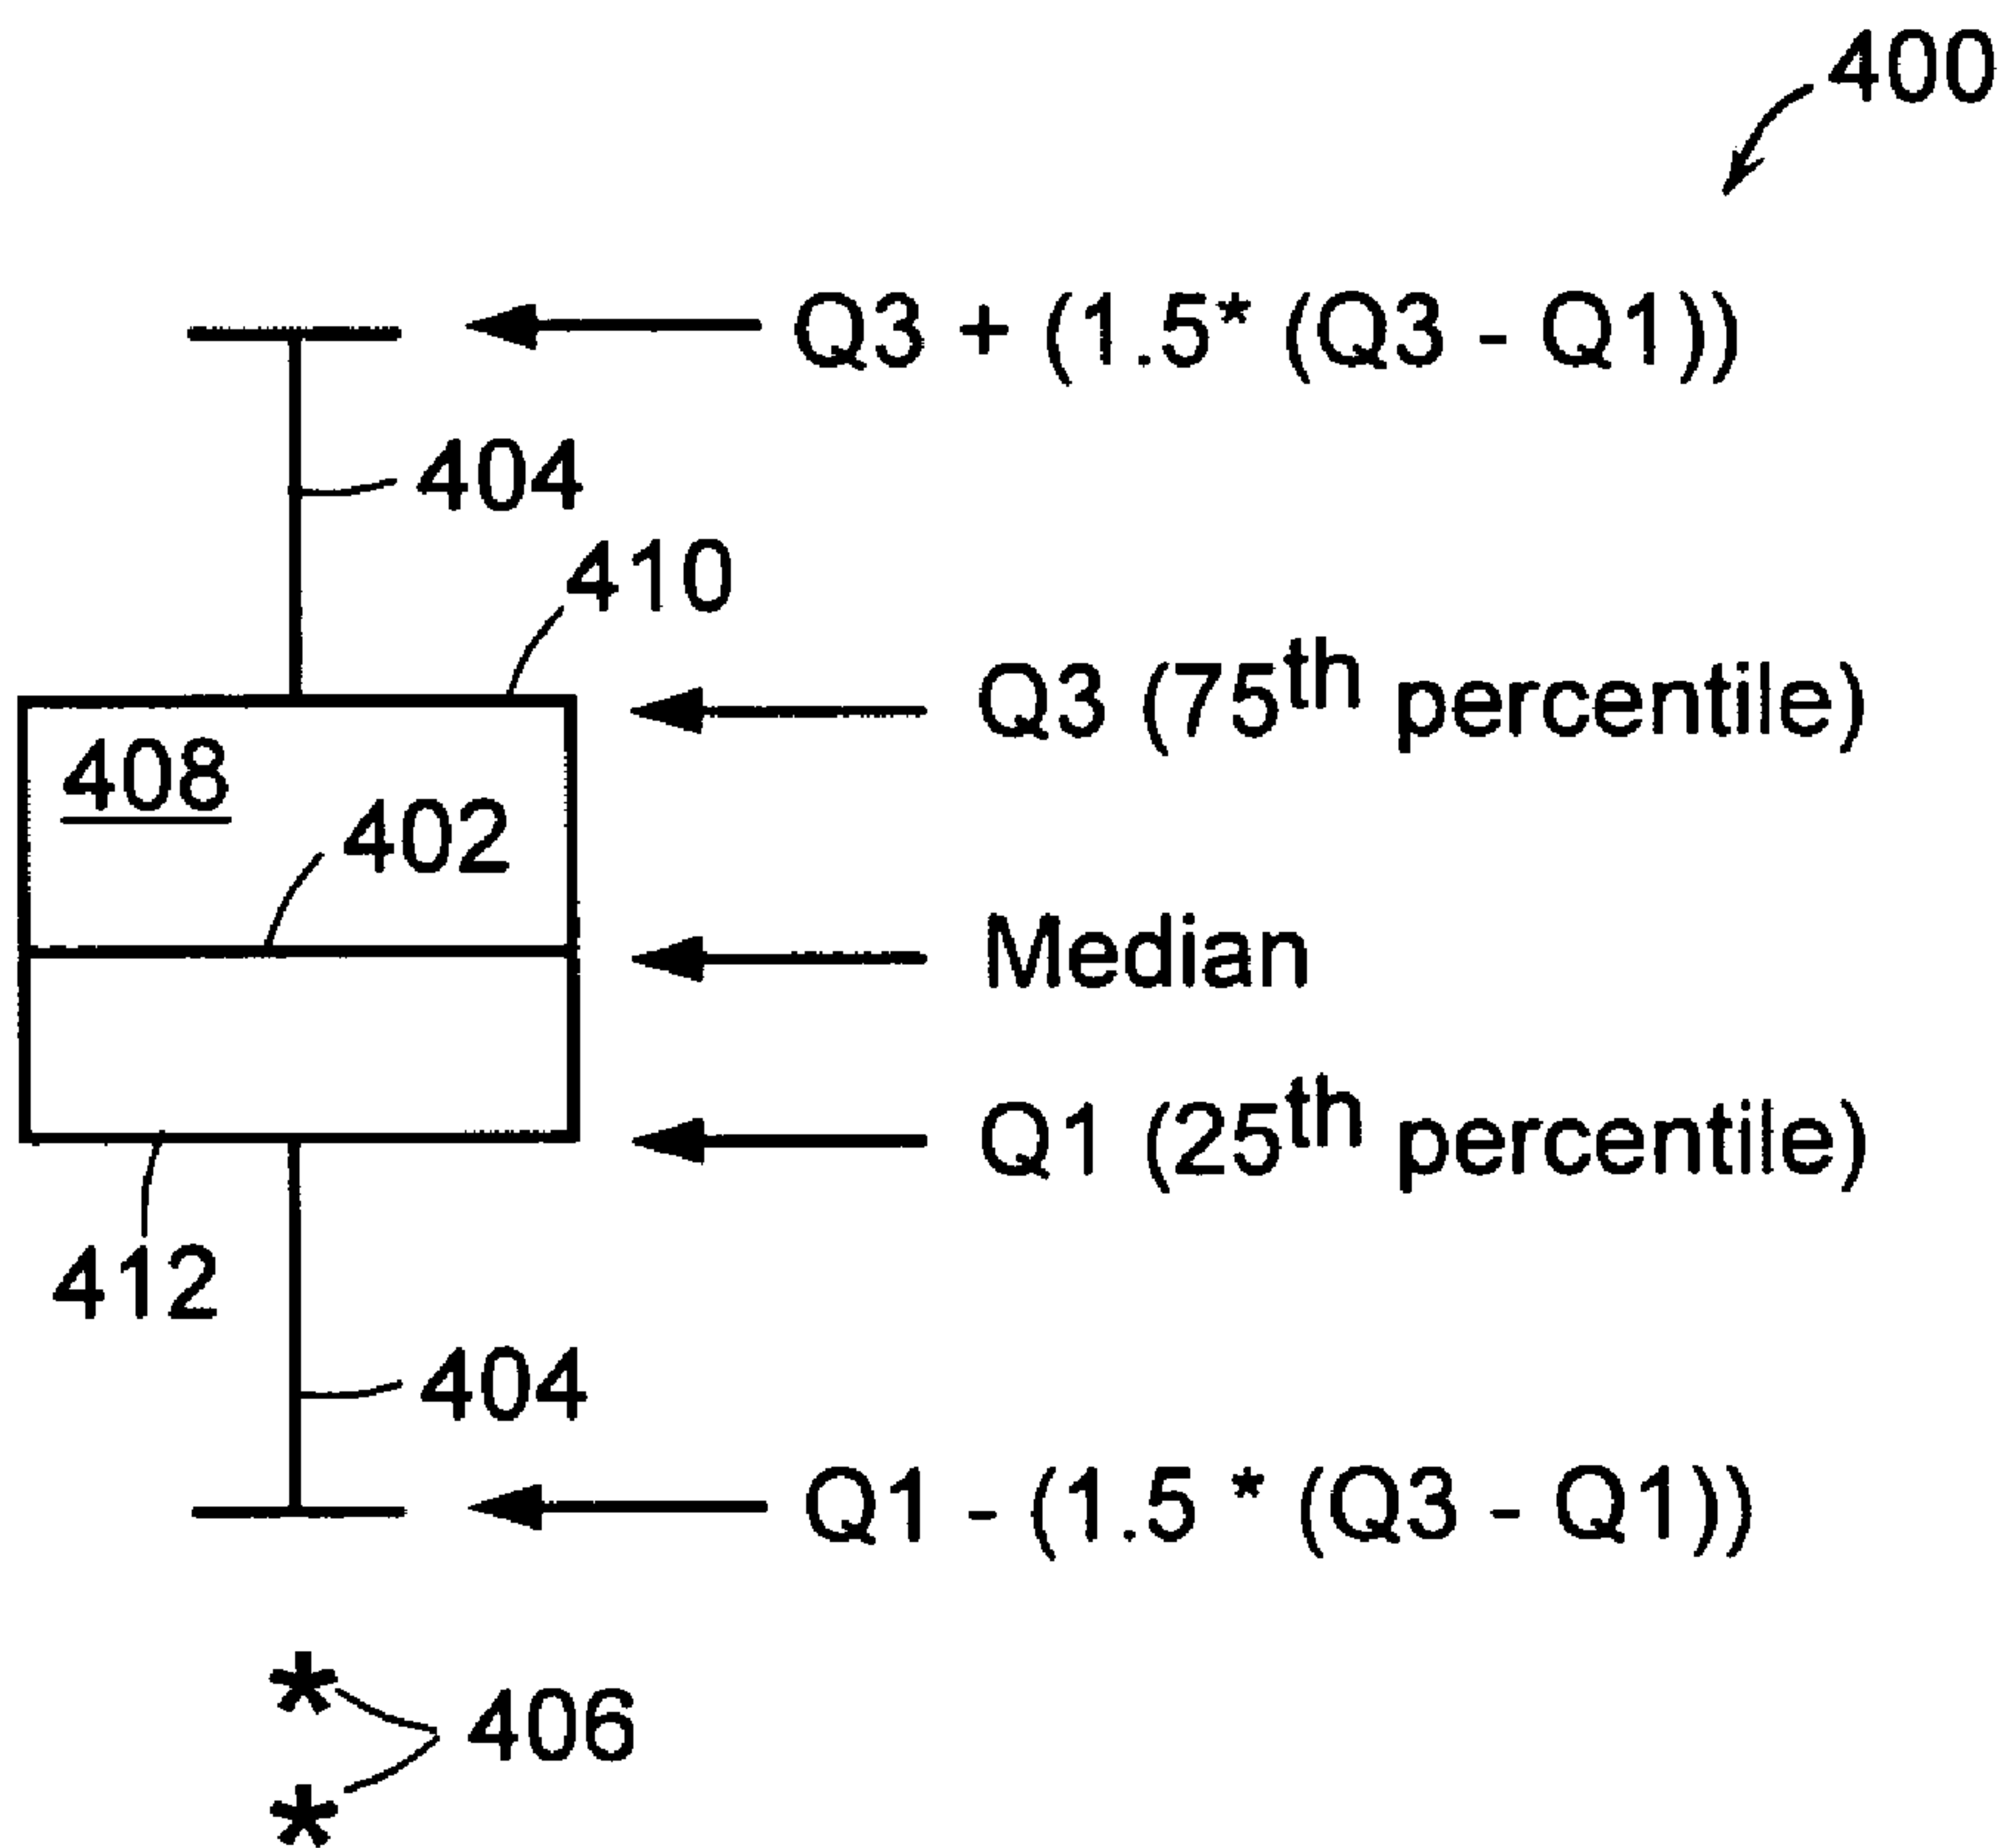 400
Q3 + (1.5* (Q3 - Q1))
404
410
Q3 (75th percentile)
408
402
Median
Q1 (25th percentile)
412
404
Q1 - (1.5 * (Q3 - Q1))
* 406
*